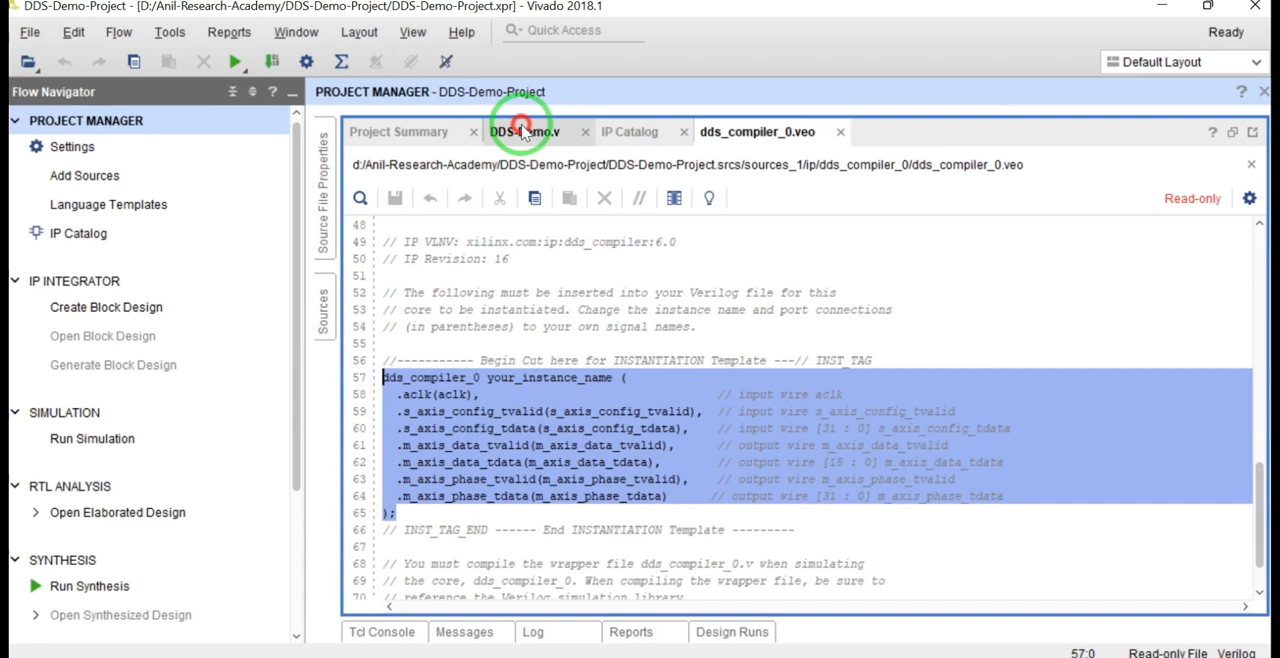 DDS-Demo-Project - [D:/Anil-Research-Academy/DDS-Demo-Project/DDS-Demo-Project.xpr] - Vivado 2018.1
File Edit Flow Tools Reports Window Layout View Help Quick Access Ready
Default Layout
Flow Navigator
PROJECT MANAGER - DDS-Demo-Project
PROJECT MANAGER
Settings
Add Sources
Language Templates
IP Catalog
IP INTEGRATOR
Create Block Design
Open Block Design
Generate Block Design
SIMULATION
Run Simulation
RTL ANALYSIS
Open Elaborated Design
SYNTHESIS
Run Synthesis
Open Synthesized Design
Source File Properties
Sources
Project Summary DDS-Demo.v IP Catalog dds_compiler_0.veo
d:/Anil-Research-Academy/DDS-Demo-Project/DDS-Demo-Project.srcs/sources_1/ip/dds_compiler_0/dds_compiler_0.veo
Read-only
48
49 // IP VLNV: xilinx.com:ip:dds_compiler:6.0
50 // IP Revision: 16
51
52 // The following must be inserted into your Verilog file for this
53 // core to be instantiated. Change the instance name and port connections
54 // (in parentheses) to your own signal names.
55
56 //----------- Begin Cut here for INSTANTIATION Template ---// INST_TAG
57 dds_compiler_0 your_instance_name (
58 .aclk(aclk), // input wire aclk
59 .s_axis_config_tvalid(s_axis_config_tvalid), // input wire s_axis_config_tvalid
60 .s_axis_config_tdata(s_axis_config_tdata), // input wire [31 : 0] s_axis_config_tdata
61 .m_axis_data_tvalid(m_axis_data_tvalid), // output wire m_axis_data_tvalid
62 .m_axis_data_tdata(m_axis_data_tdata), // output wire [15 : 0] m_axis_data_tdata
63 .m_axis_phase_tvalid(m_axis_phase_tvalid), // output wire m_axis_phase_tvalid
64 .m_axis_phase_tdata(m_axis_phase_tdata) // output wire [31 : 0] m_axis_phase_tdata
65 );
66 // INST_TAG_END ------ End INSTANTIATION Template ---------
67
68 // You must compile the wrapper file dds_compiler_0.v when simulating
69 // the core, dds_compiler_0. When compiling the wrapper file, be sure to
70 // reference the Verilog simulation library.
Tcl Console Messages Log Reports Design Runs
57:0 Read-only File Verilog